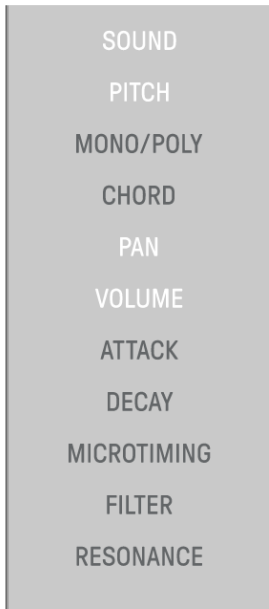 SOUND
PITCH
MONO/POLY
CHORD
PAN
VOLUME
ATTACK
DECAY
MICROTIMING
FILTER
RESONANCE